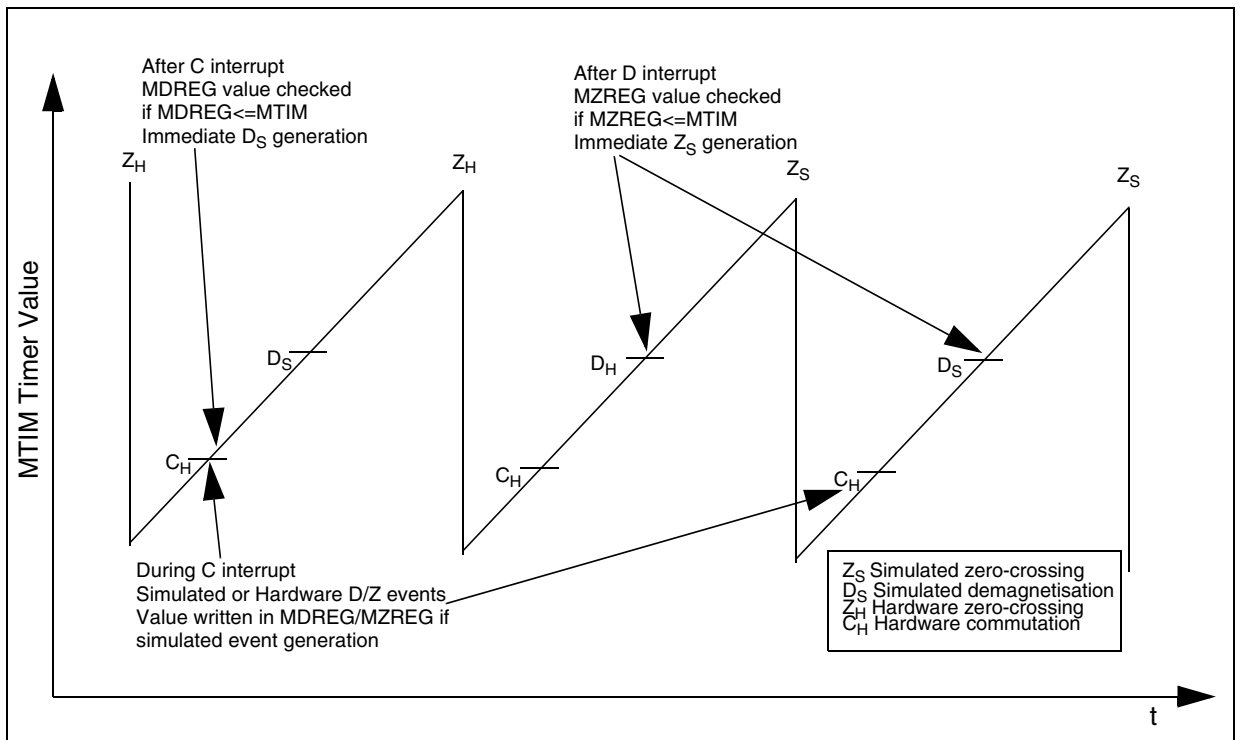 After C interrupt
MDREG value checked
if MDREG<=MTIM
Immediate DS generation
After D interrupt
MZREG value checked
if MZREG<=MTIM
Immediate ZS generation
ZH
ZH
ZS
ZS
MTIM Timer Value
DS
DH
DS
CH
CH
CH
During C interrupt
Simulated or Hardware D/Z events
Value written in MDREG/MZREG if
simulated event generation
ZS Simulated zero-crossing
DS Simulated demagnetisation
ZH Hardware zero-crossing
CH Hardware commutation
t